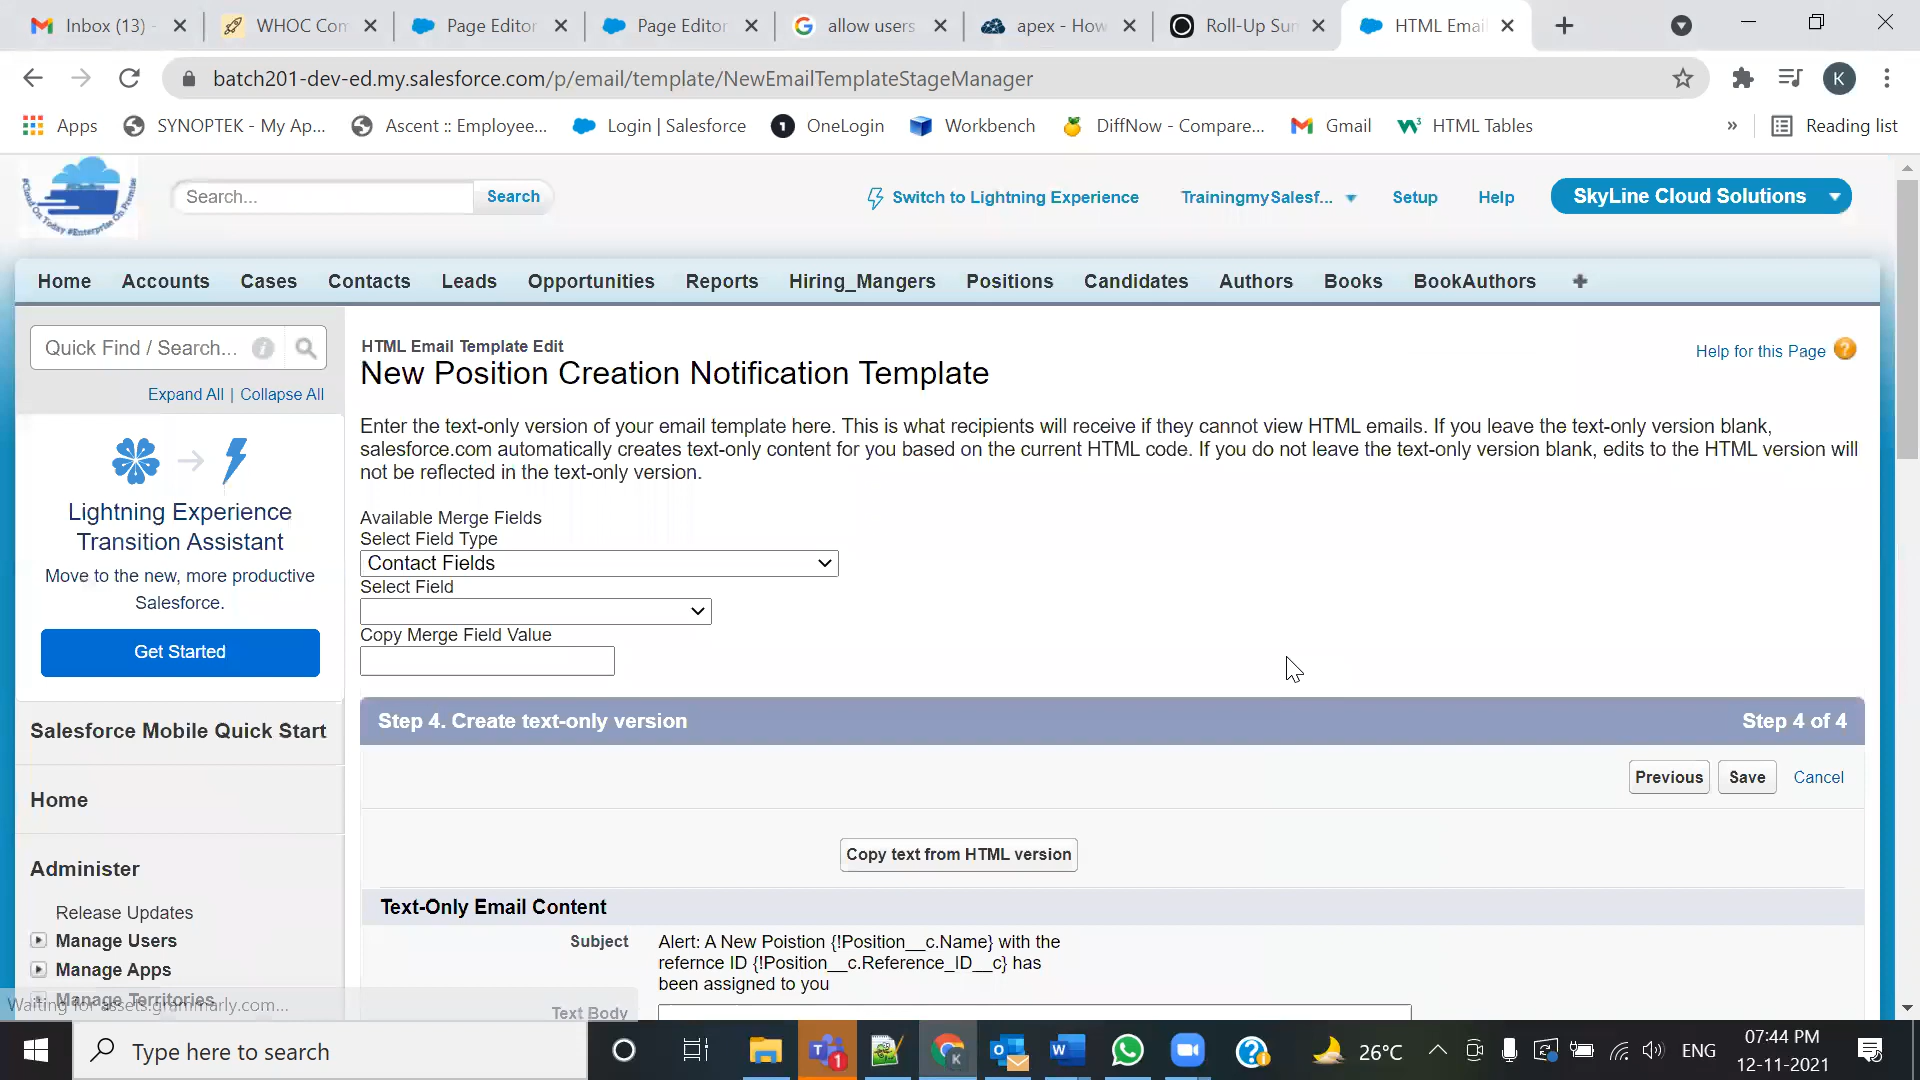 Inbox (13) -
WHOC Com
Page Editor
Page Editor
allow users
apex - How
Roll-Up Sun
HTML Email
batch201-dev-ed.my.salesforce.com/p/email/template/NewEmailTemplateStageManager
K
Apps
SYNOPTEK - My Ap...
Ascent :: Employee...
Login | Salesforce
OneLogin
Workbench
DiffNow - Compare...
Gmail
HTML Tables
»
Reading list
#Cloud On Today #Enterprise On Premise
Search...
Search
Switch to Lightning Experience
TrainingmySalesf...
Setup
Help
SkyLine Cloud Solutions
Home
Accounts
Cases
Contacts
Leads
Opportunities
Reports
Hiring_Mangers
Positions
Candidates
Authors
Books
BookAuthors
Quick Find / Search...
Expand All | Collapse All
Lightning Experience
Transition Assistant
Move to the new, more productive
Salesforce.
Get Started
Salesforce Mobile Quick Start
Home
Administer
Release Updates
Manage Users
Manage Apps
Manage Territories
Waiting for assets.grammarly.com...
HTML Email Template Edit
New Position Creation Notification Template
Help for this Page
Enter the text-only version of your email template here. This is what recipients will receive if they cannot view HTML emails. If you leave the text-only version blank,
salesforce.com automatically creates text-only content for you based on the current HTML code. If you do not leave the text-only version blank, edits to the HTML version will
not be reflected in the text-only version.
Available Merge Fields
Select Field Type
Contact Fields
Select Field
Copy Merge Field Value
Step 4. Create text-only version
Step 4 of 4
Previous
Save
Cancel
Copy text from HTML version
Text-Only Email Content
Subject
Alert: A New Poistion {!Position__c.Name} with the
refernce ID {!Position__c.Reference_ID__c} has
been assigned to you
Text Body
Type here to search
1
K
26°C
ENG
07:44 PM
12-11-2021